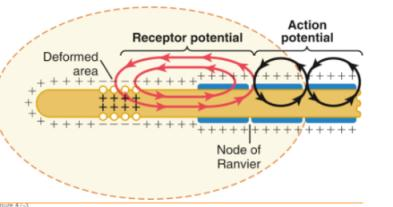 Action
potential
Receptor potential
Deformed
area
+ + + + + + +
Node of
Ranvier